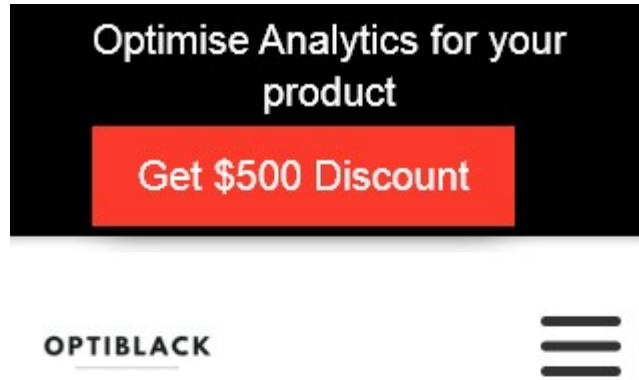 Optimise Analytics for your
product
Get $500 Discount
OPTIBLACK